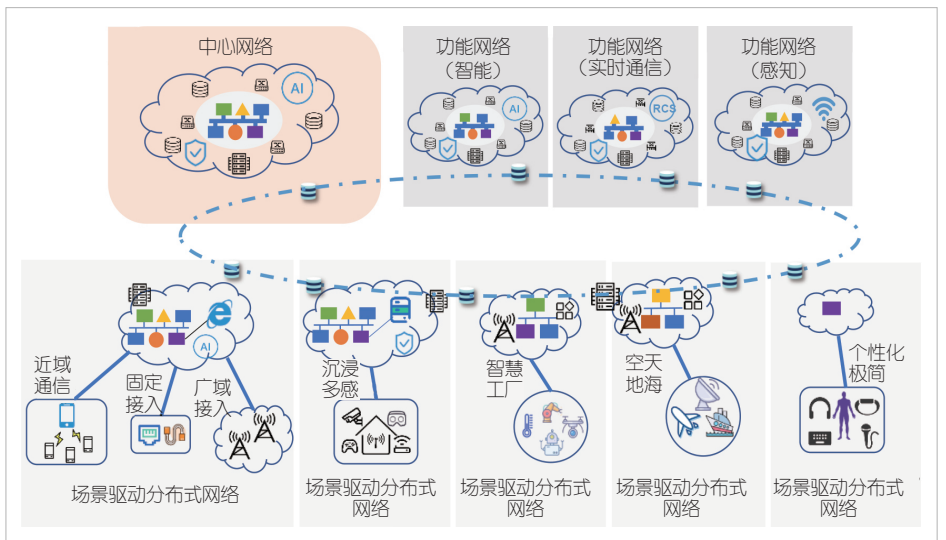 中心网络
AI
功能网络
（智能）
AI
功能网络
（实时通信）
RCS
功能网络
（感知）
近域
通信
固定
接入
广域
接入
AI
场景驱动分布式网络
沉浸
多感
场景驱动分布式
网络
智慧
工厂
场景驱动分布式
网络
空天
地海
场景驱动分布式
网络
个性化
极简
场景驱动分布式
网络